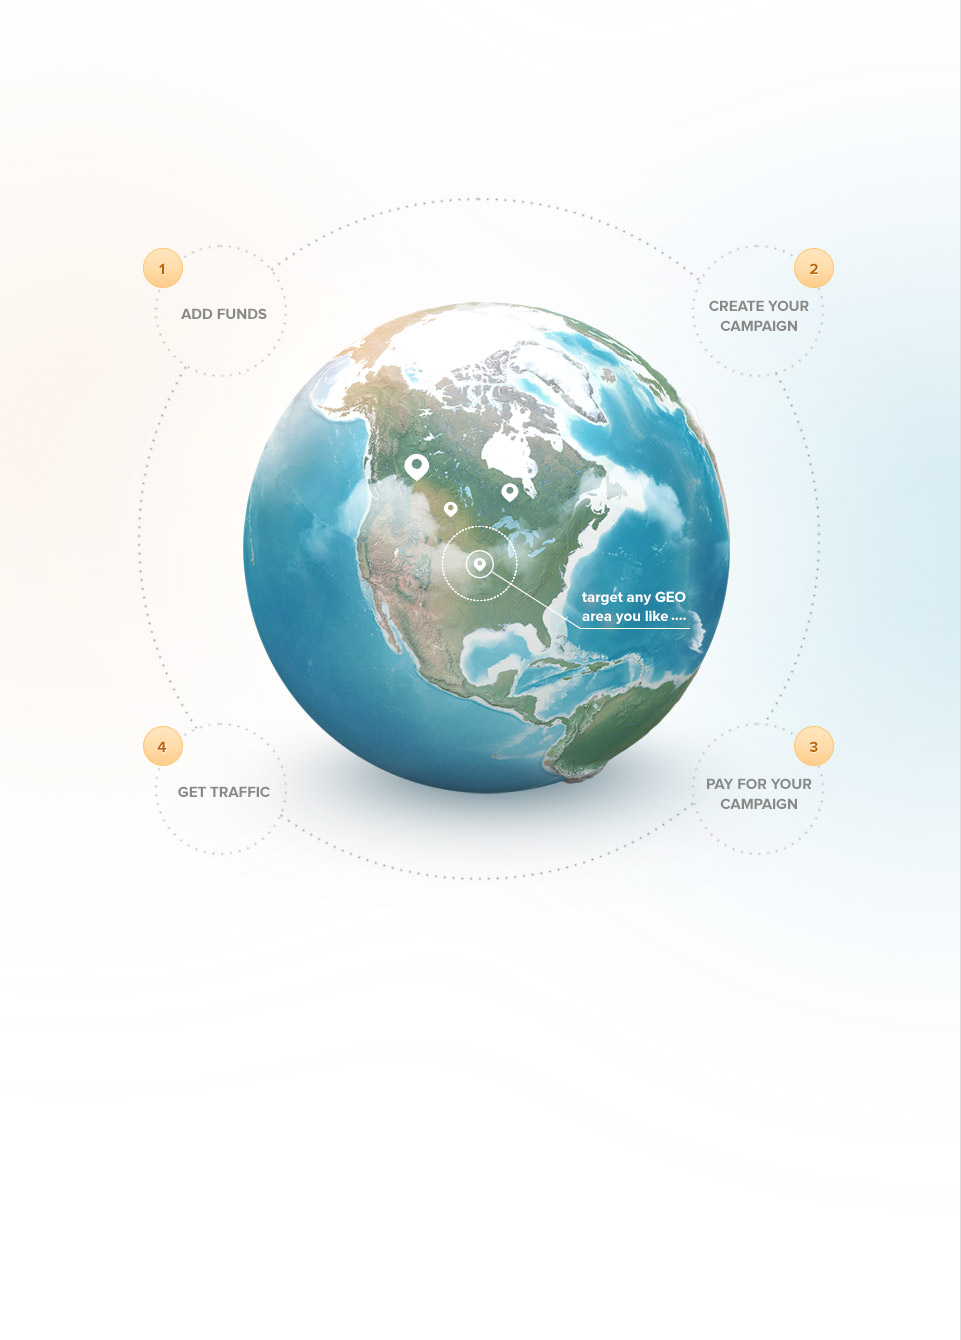 1
ADD FUNDS
2
CREATE YOUR
CAMPAIGN
target any GEO
area you like ....
4
GET TRAFFIC
3
PAY FOR YOUR
CAMPAIGN